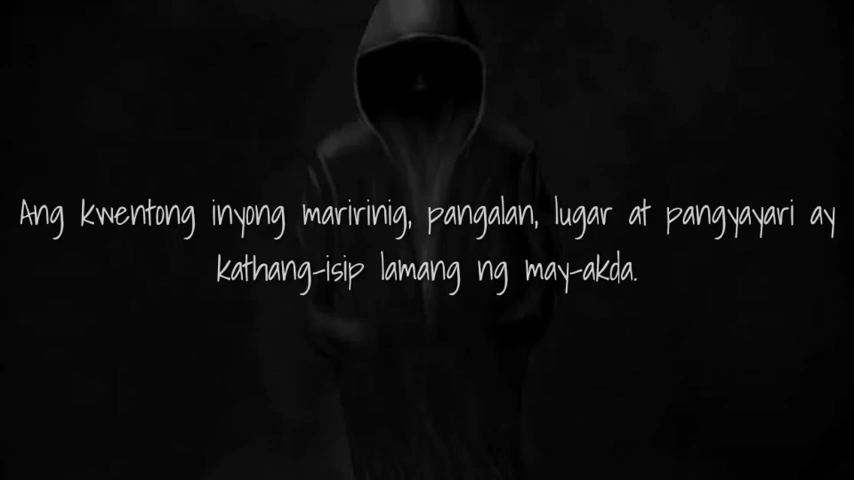 Ang kwentong inyong maririnig, pangalan, lugar at pangyayari ay
kathang-isip lamang ng may-akda.